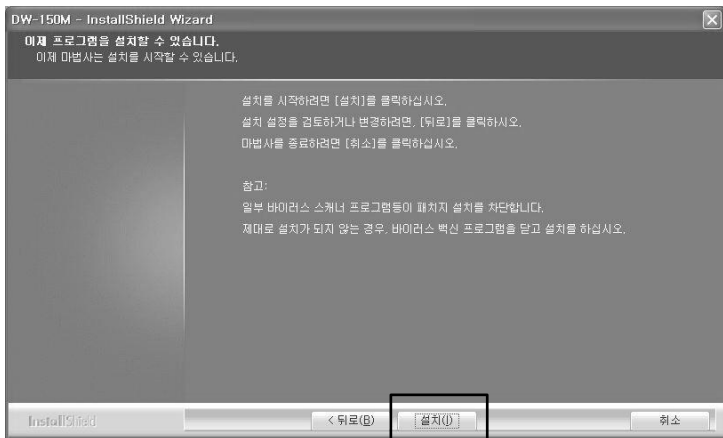 DW-150M - InstallShield Wizard
이제 프로그램을 설치할 수 있습니다.
이제 마법사는 설치를 시작할 수 있습니다.
설치를 시작하려면 [설치]를 클릭하십시오.
설치 설정을 검토하거나 변경하려면, [뒤로]를 클릭하시오.
마법사를 종료하려면 [취소]를 클릭하십시오.
참고:
일부 바이러스 스캐너 프로그램등이 패치지 설치를 차단합니다.
제대로 설치가 되지 않는 경우, 바이러스 백신 프로그램을 닫고 설치를 하십시오.
InstallShield
< 뒤로(B)
설치(I)
취소